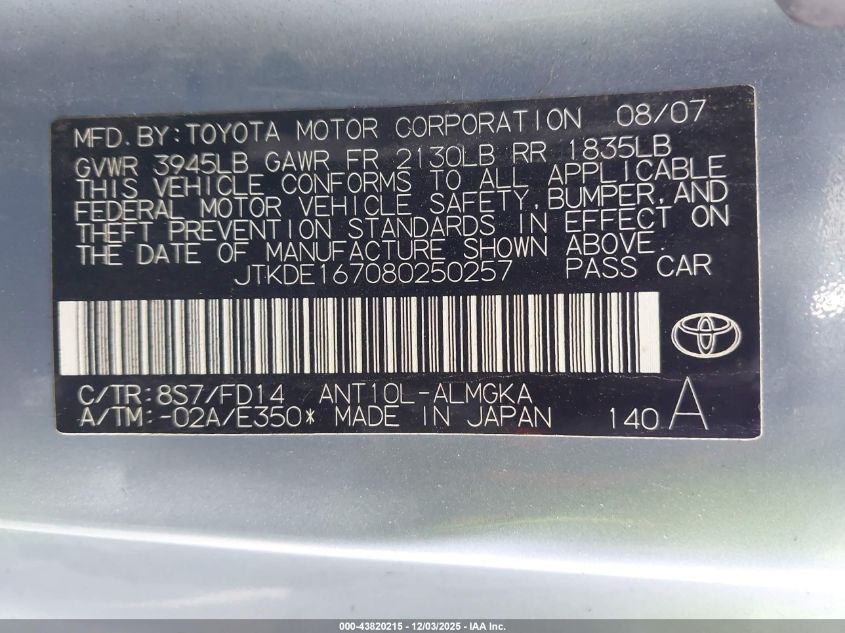 MFD. BY: TOYOTA MOTOR CORPORATION 08/07
GVWR 3945LB GAWR FR 2130LB RR 1835LB
THIS VEHICLE CONFORMS TO ALL APPLICABLE
FEDERAL MOTOR VEHICLE SAFETY, BUMPER, AND
THEFT PREVENTION STANDARDS IN EFFECT ON
THE DATE OF MANUFACTURE SHOWN ABOVE.
JTKDE167080250257 PASS CAR
C/TR: 8S7/FD14 ANT10L-ALMGKA
A/TM: -02A/E350* MADE IN JAPAN 140 A
000-43820215 - 12/03/2025 - IAA Inc.